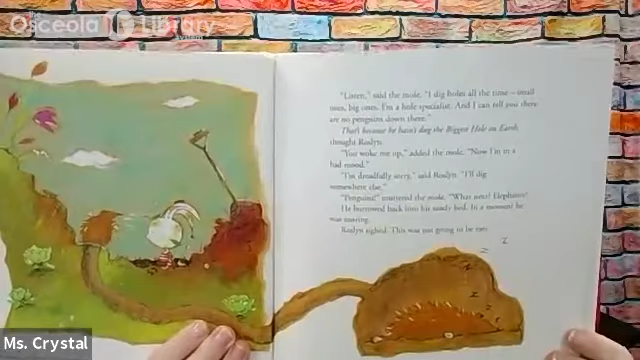 Osceola Library
System
"Listen," said the mole. "I dig holes all the time – small
ones, big ones. I'm a hole specialist. And I can tell you there
are no penguins down there."
That's because he hasn't dug the Biggest Hole on Earth,
thought Roslyn.
"You woke me up," added the mole. "Now I'm in a
bad mood."
"I'm dreadfully sorry," said Roslyn. "I'll dig
somewhere else."
"Penguins!" muttered the mole. "What next? Elephants?"
He burrowed back into his sandy bed. In a moment he
was snoring.
Roslyn sighed. This was not going to be easy.
z
z
z
Ms. Crystal